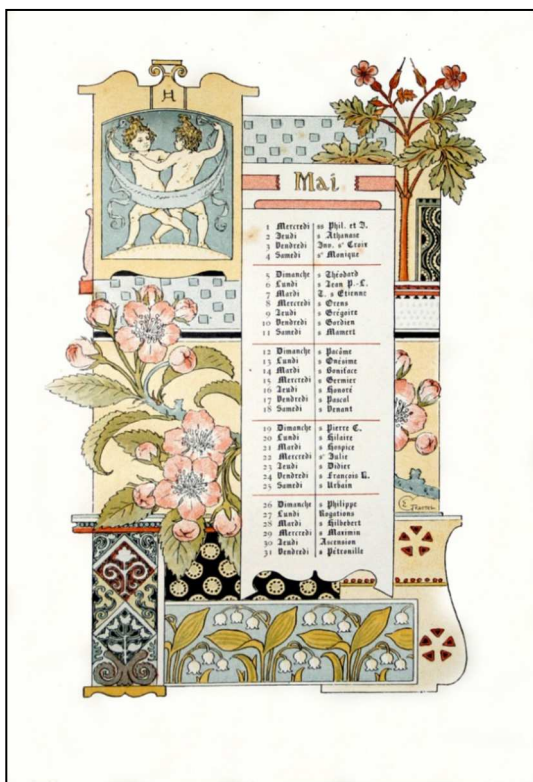 Mai
1 Mercredi ss Phil. et J.
2 Jeudi s Athanase
3 Vendredi Inv. sᵉ Croix
4 Samedi sᵉ Monique
5 Dimanche s Théodard
6 Lundi s Jean P.-L.
7 Mardi T. s Etienne
8 Mercredi s Orens
9 Jeudi s Grégoire
10 Vendredi s Gordien
11 Samedi s Mamert
12 Dimanche s Pacôme
13 Lundi s Onésime
14 Mardi s Boniface
15 Mercredi s Germier
16 Jeudi s Honoré
17 Vendredi s Pascal
18 Samedi s Venant
19 Dimanche s Pierre C.
20 Lundi s Hilaire
21 Mardi s Hospice
22 Mercredi sᵉ Julie
23 Jeudi s Didier
24 Vendredi s François R.
25 Samedi s Urbain
26 Dimanche s Philippe
27 Lundi Rogations
28 Mardi s Hildebert
29 Mercredi s Maximin
30 Jeudi Ascension
31 Vendredi s Pétronille